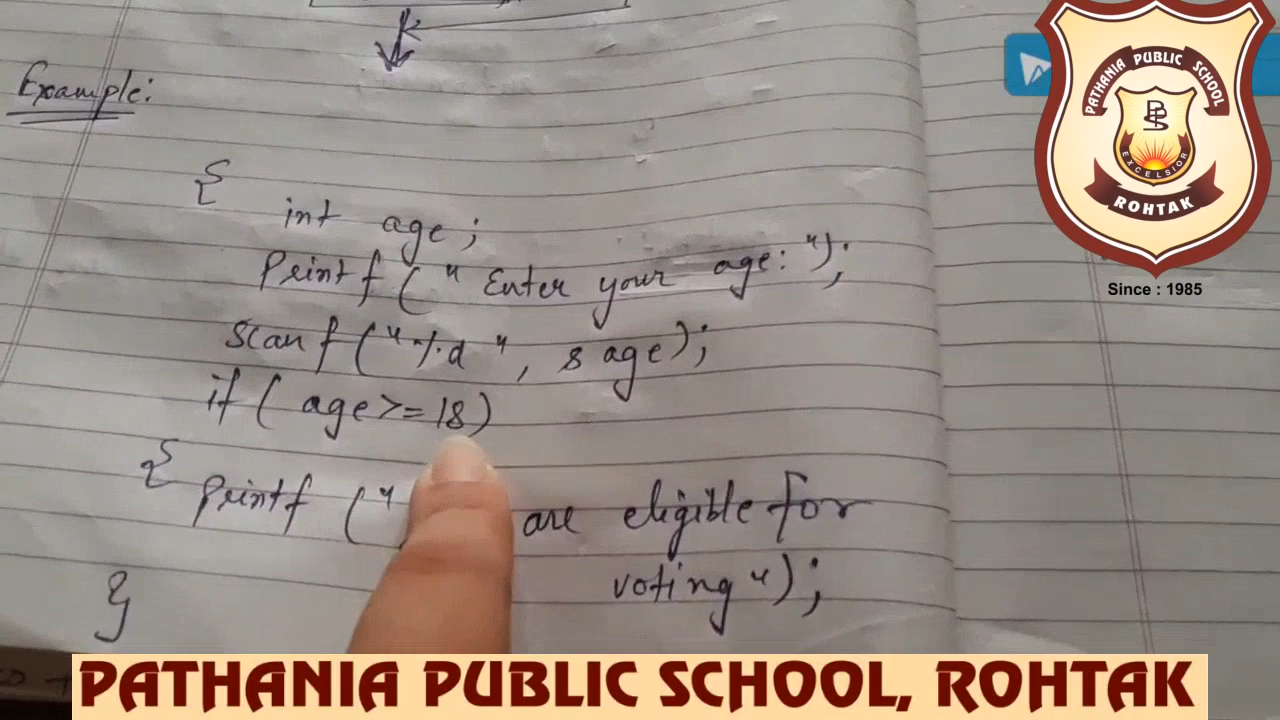 Example:
{
int age;
Printf ("Enter your age:");
Scanf ("%d", &age);
if ( age>=18)
{ Printf ("
are eligible for
voting");
}
PATHANIA PUBLIC SCHOOL
PBS
EXCELSIOR
ROHTAK
Since : 1985
PATHANIA PUBLIC SCHOOL, ROHTAK